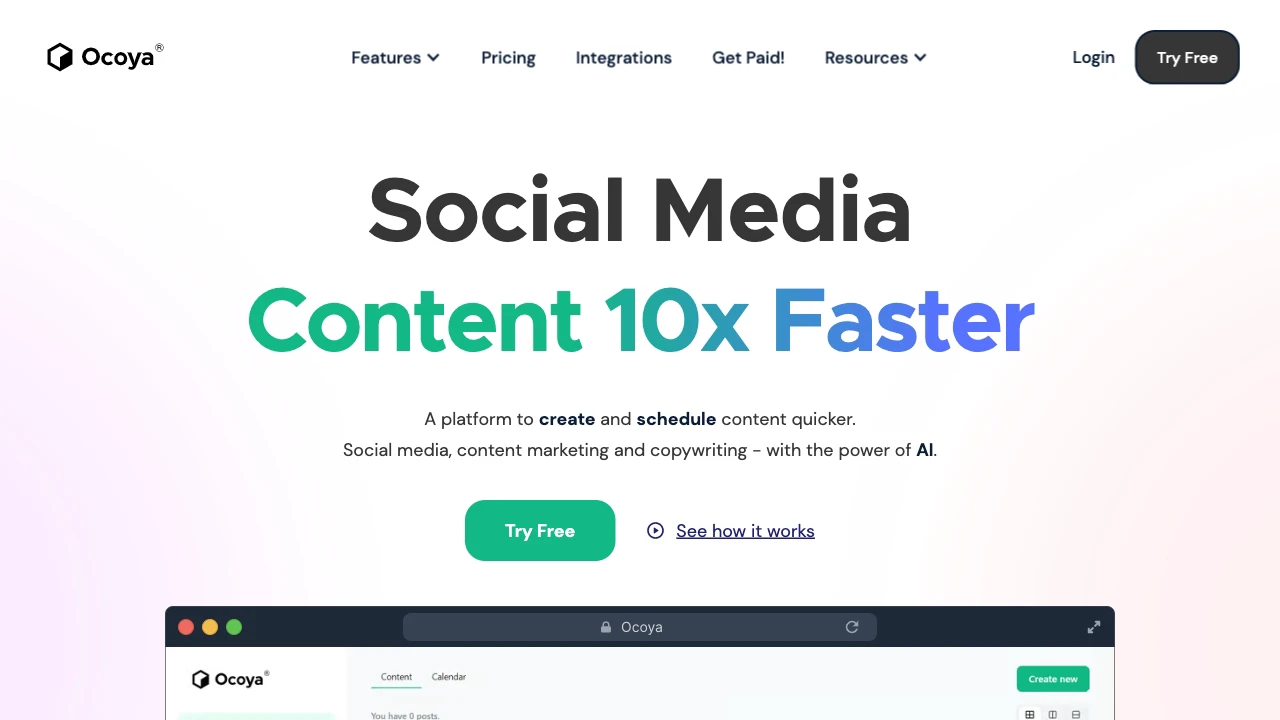 Ocoya®
Features
Pricing
Integrations
Get Paid!
Resources
Login
Try Free
Social Media
Content 10x Faster
A platform to create and schedule content quicker.
Social media, content marketing and copywriting - with the power of AI.
Try Free
See how it works
Ocoya
Ocoya®
Content
Calendar
Create new
You have 0 posts.